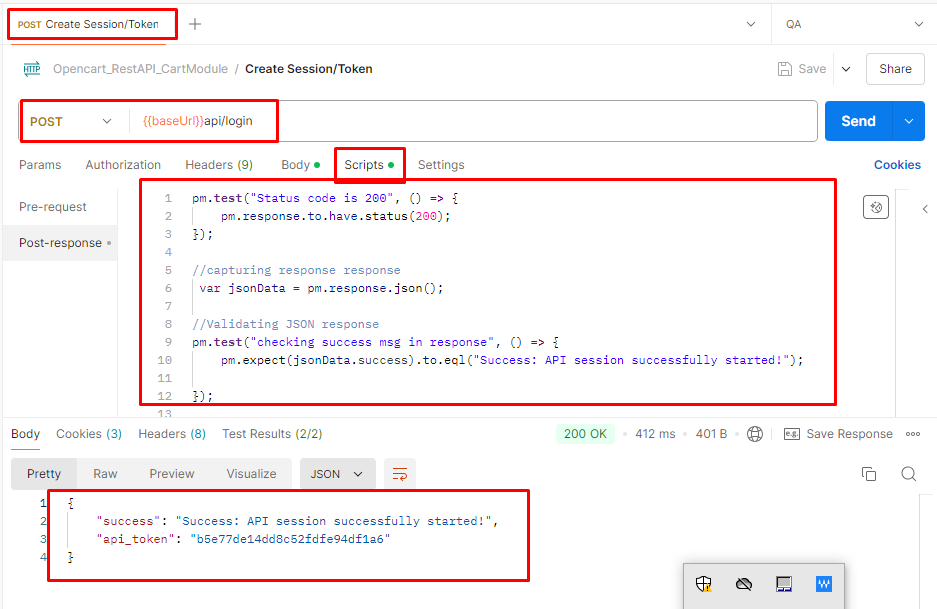 POST Create Session/Token
QA
HTTP Opencart_RestAPI_CartModule / Create Session/Token Save Share
POST {{baseUrl}}api/login Send
Params Authorization Headers (9) Body Scripts Settings Cookies
Pre-request
Post-response
1 pm.test("Status code is 200", () => {
2 pm.response.to.have.status(200);
3 });
4
5 //capturing response response
6 var jsonData = pm.response.json();
7
8 //Validating JSON response
9 pm.test("checking success msg in response", () => {
10 pm.expect(jsonData.success).to.eql("Success: API session successfully started!");
11
12 });
13
Body Cookies (3) Headers (8) Test Results (2/2) 200 OK 412 ms 401 B e.g. Save Response
Pretty Raw Preview Visualize JSON
1 {
2 "success": "Success: API session successfully started!",
3 "api_token": "b5e77de14dd8c52fdfe94df1a6"
4 }
W